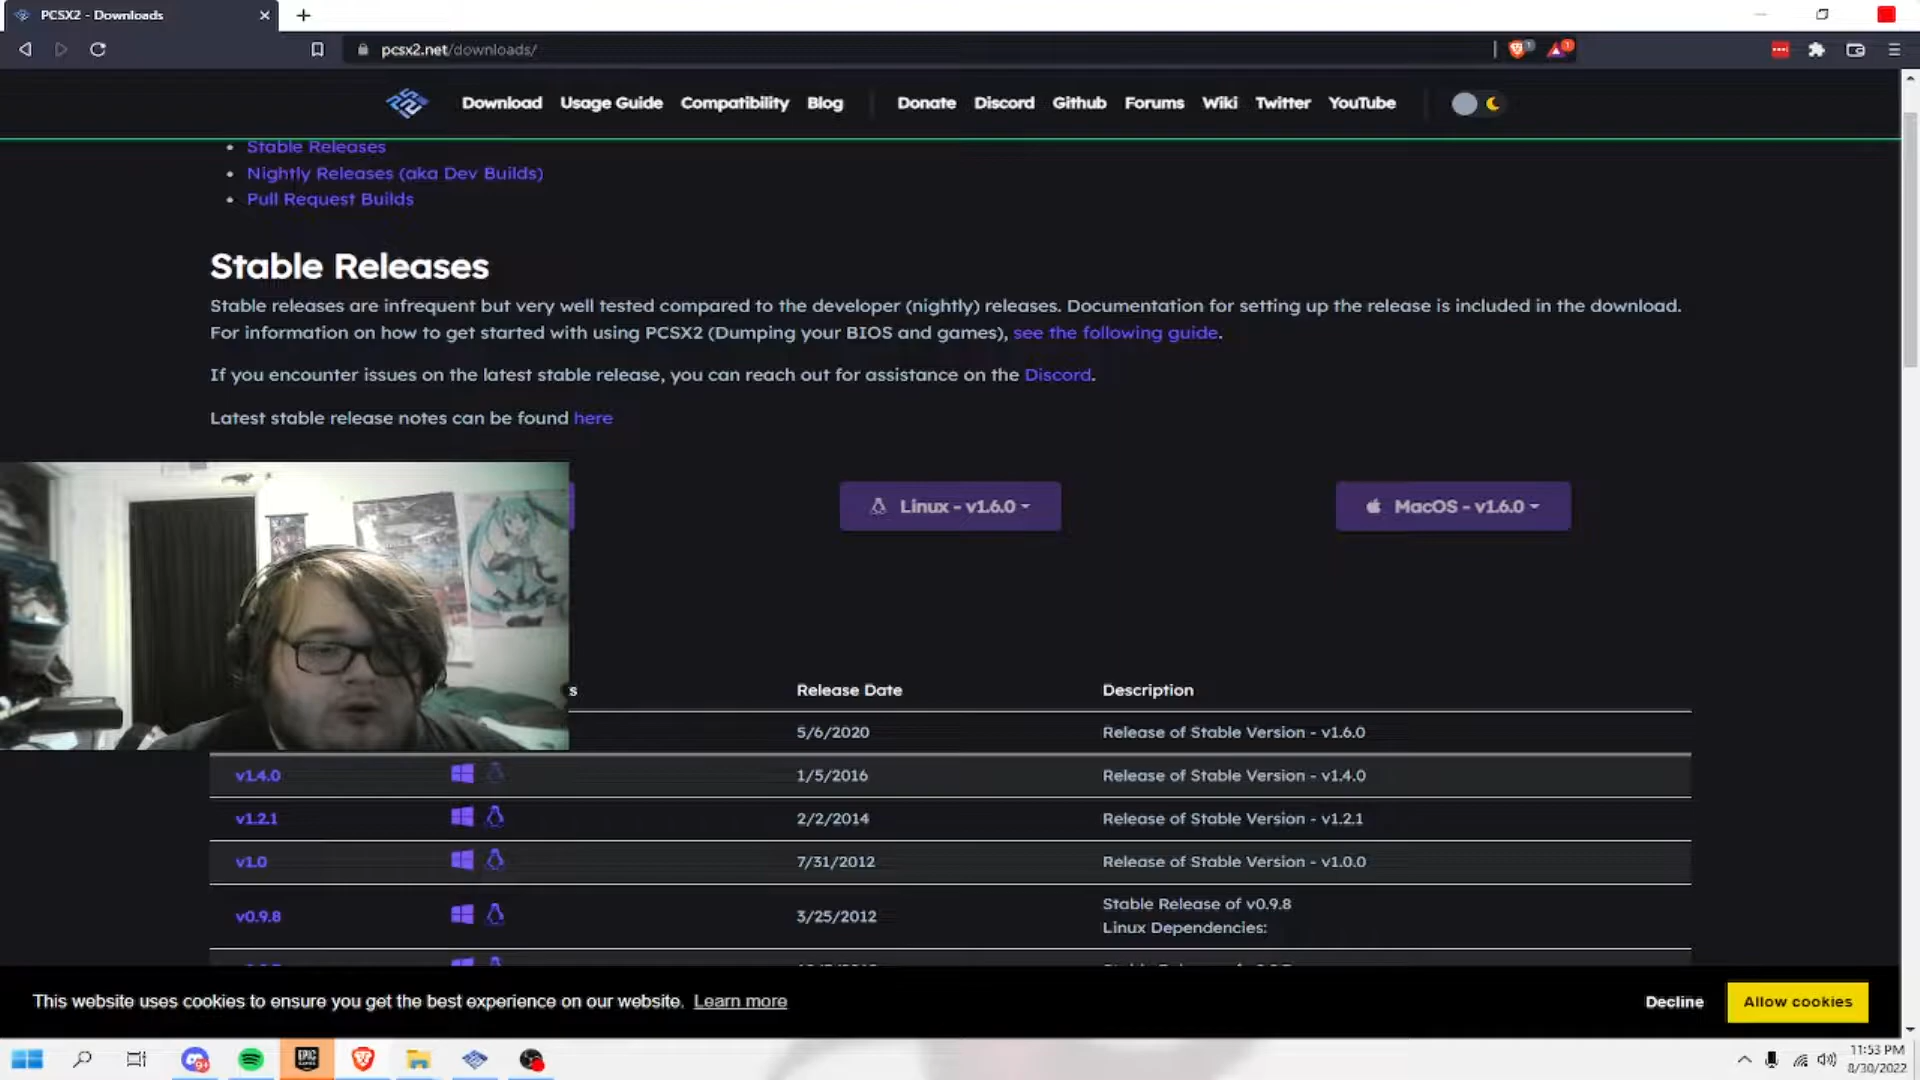 PCSX2 - Downloads
pcsx2.net/downloads/
Download Usage Guide Compatibility Blog Donate Discord Github Forums Wiki Twitter YouTube
Stable Releases
Nightly Releases (aka Dev Builds)
Pull Request Builds
Stable Releases
Stable releases are infrequent but very well tested compared to the developer (nightly) releases. Documentation for setting up the release is included in the download.
For information on how to get started with using PCSX2 (Dumping your BIOS and games), see the following guide.
If you encounter issues on the latest stable release, you can reach out for assistance on the Discord.
Latest stable release notes can be found here
Linux - v1.6.0
MacOS - v1.6.0
s Release Date Description
5/6/2020 Release of Stable Version - v1.6.0
v1.4.0 1/5/2016 Release of Stable Version - v1.4.0
v1.2.1 2/2/2014 Release of Stable Version - v1.2.1
v1.0 7/31/2012 Release of Stable Version - v1.0.0
v0.9.8 3/25/2012 Stable Release of v0.9.8
Linux Dependencies:
This website uses cookies to ensure you get the best experience on our website. Learn more
Decline Allow cookies
EPIC
11:53 PM
8/30/2022